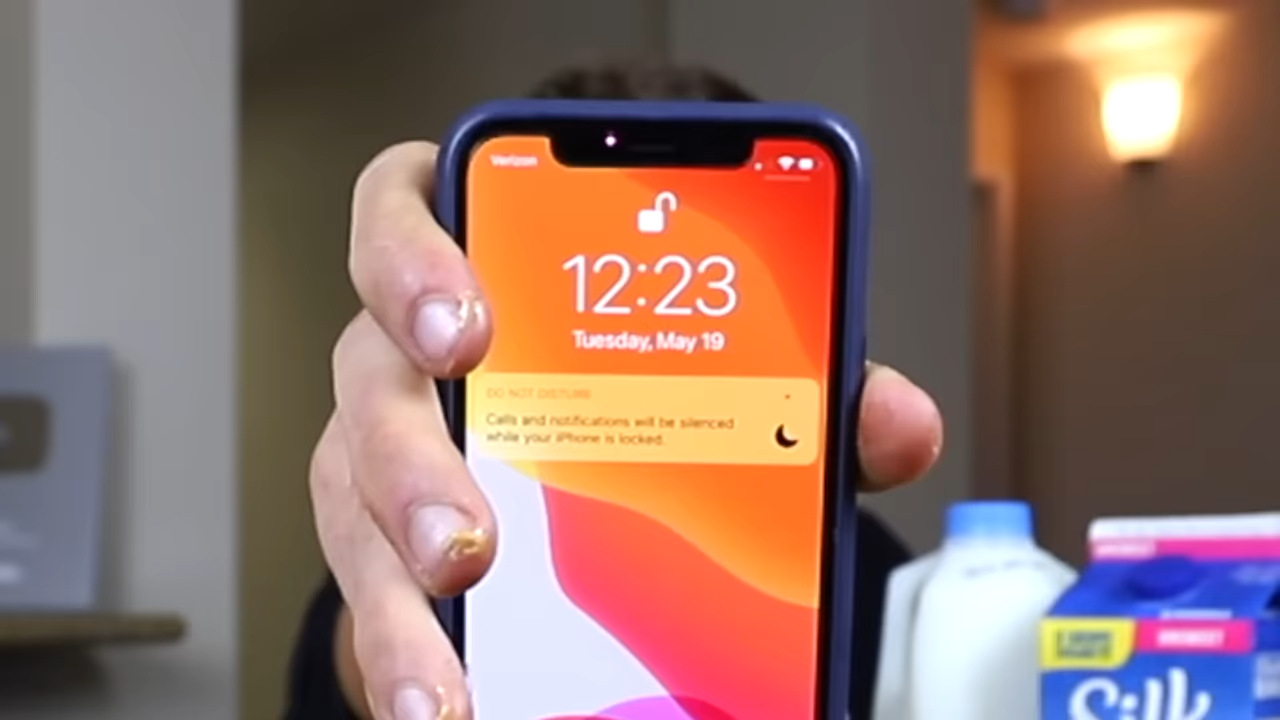 Verizon
12:23
Tuesday, May 19
DO NOT DISTURB
Calls and notifications will be silenced
while your iPhone is locked.
Silk